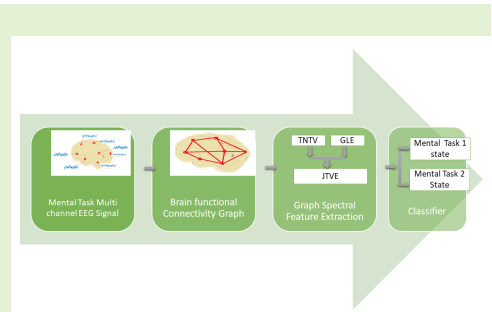 Mental Task Multi
channel EEG Signal
Brain functional
Connectivity Graph
TNTV GLE
JTVE
Graph Spectral
Feature Extraction
Mental Task 1
state
Mental Task 2
State
Classifier